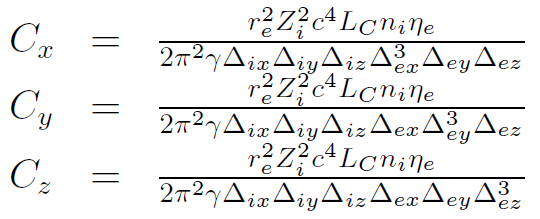 C_x = \frac{r_e^2 Z_i^2 c^4 L_C n_i \eta_e}{2\pi^2 \gamma \Delta_{ix} \Delta_{iy} \Delta_{iz} \Delta_{ex}^3 \Delta_{ey} \Delta_{ez}}
C_y = \frac{r_e^2 Z_i^2 c^4 L_C n_i \eta_e}{2\pi^2 \gamma \Delta_{ix} \Delta_{iy} \Delta_{iz} \Delta_{ex} \Delta_{ey}^3 \Delta_{ez}}
C_z = \frac{r_e^2 Z_i^2 c^4 L_C n_i \eta_e}{2\pi^2 \gamma \Delta_{ix} \Delta_{iy} \Delta_{iz} \Delta_{ex} \Delta_{ey} \Delta_{ez}^3}